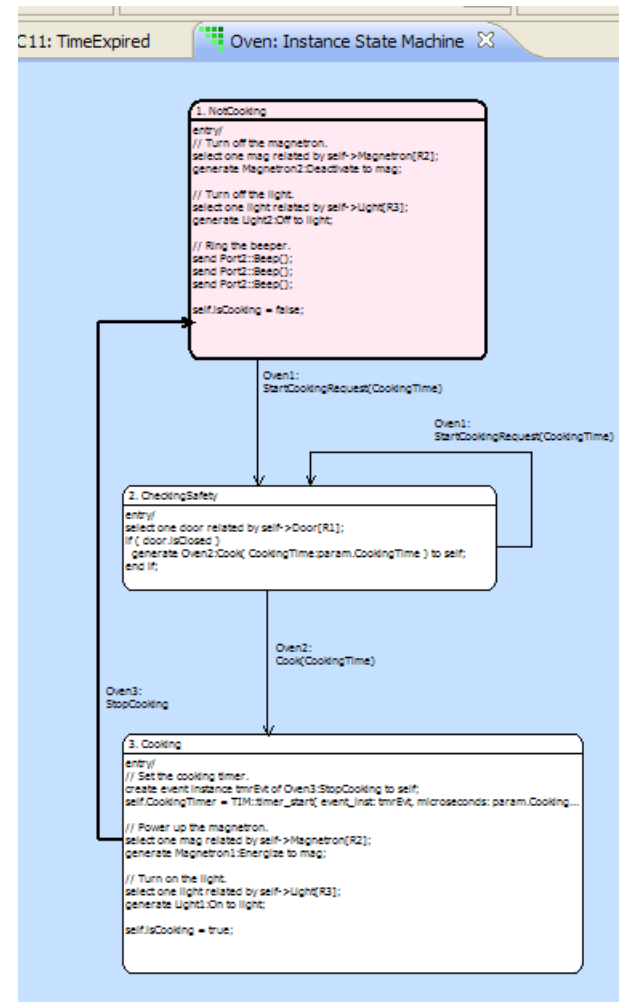 C11: TimeExpired
Oven: Instance State Machine
1. NotCooking
entry/
// Turn off the magnetron.
select one mag related by self->Magnetron[R2];
generate Magnetron2:Deactivate to mag;
// Turn off the light.
select one light related by self->Light[R3];
generate Light2:Off to light;
// Ring the beeper.
send Port2::Beep();
send Port2::Beep();
send Port2::Beep();
self.isCooking = false;
Oven1:
StartCookingRequest(CookingTime)
Oven1:
StartCookingRequest(CookingTime)
2. CheckingSafety
entry/
select one door related by self->Door[R1];
if ( door.isClosed )
generate Oven2:Cook( CookingTime:param.CookingTime ) to self;
end if;
Oven2:
Cook(CookingTime)
Oven3:
StopCooking
3. Cooking
entry/
// Set the cooking timer.
create event instance tmrEvt of Oven3:StopCooking to self;
self.CookingTimer = TIM::timer_start( event_inst: tmrEvt, microseconds: param.Cooking...
// Power up the magnetron.
select one mag related by self->Magnetron[R2];
generate Magnetron1:Energize to mag;
// Turn on the light.
select one light related by self->Light[R3];
generate Light1:On to light;
self.isCooking = true;